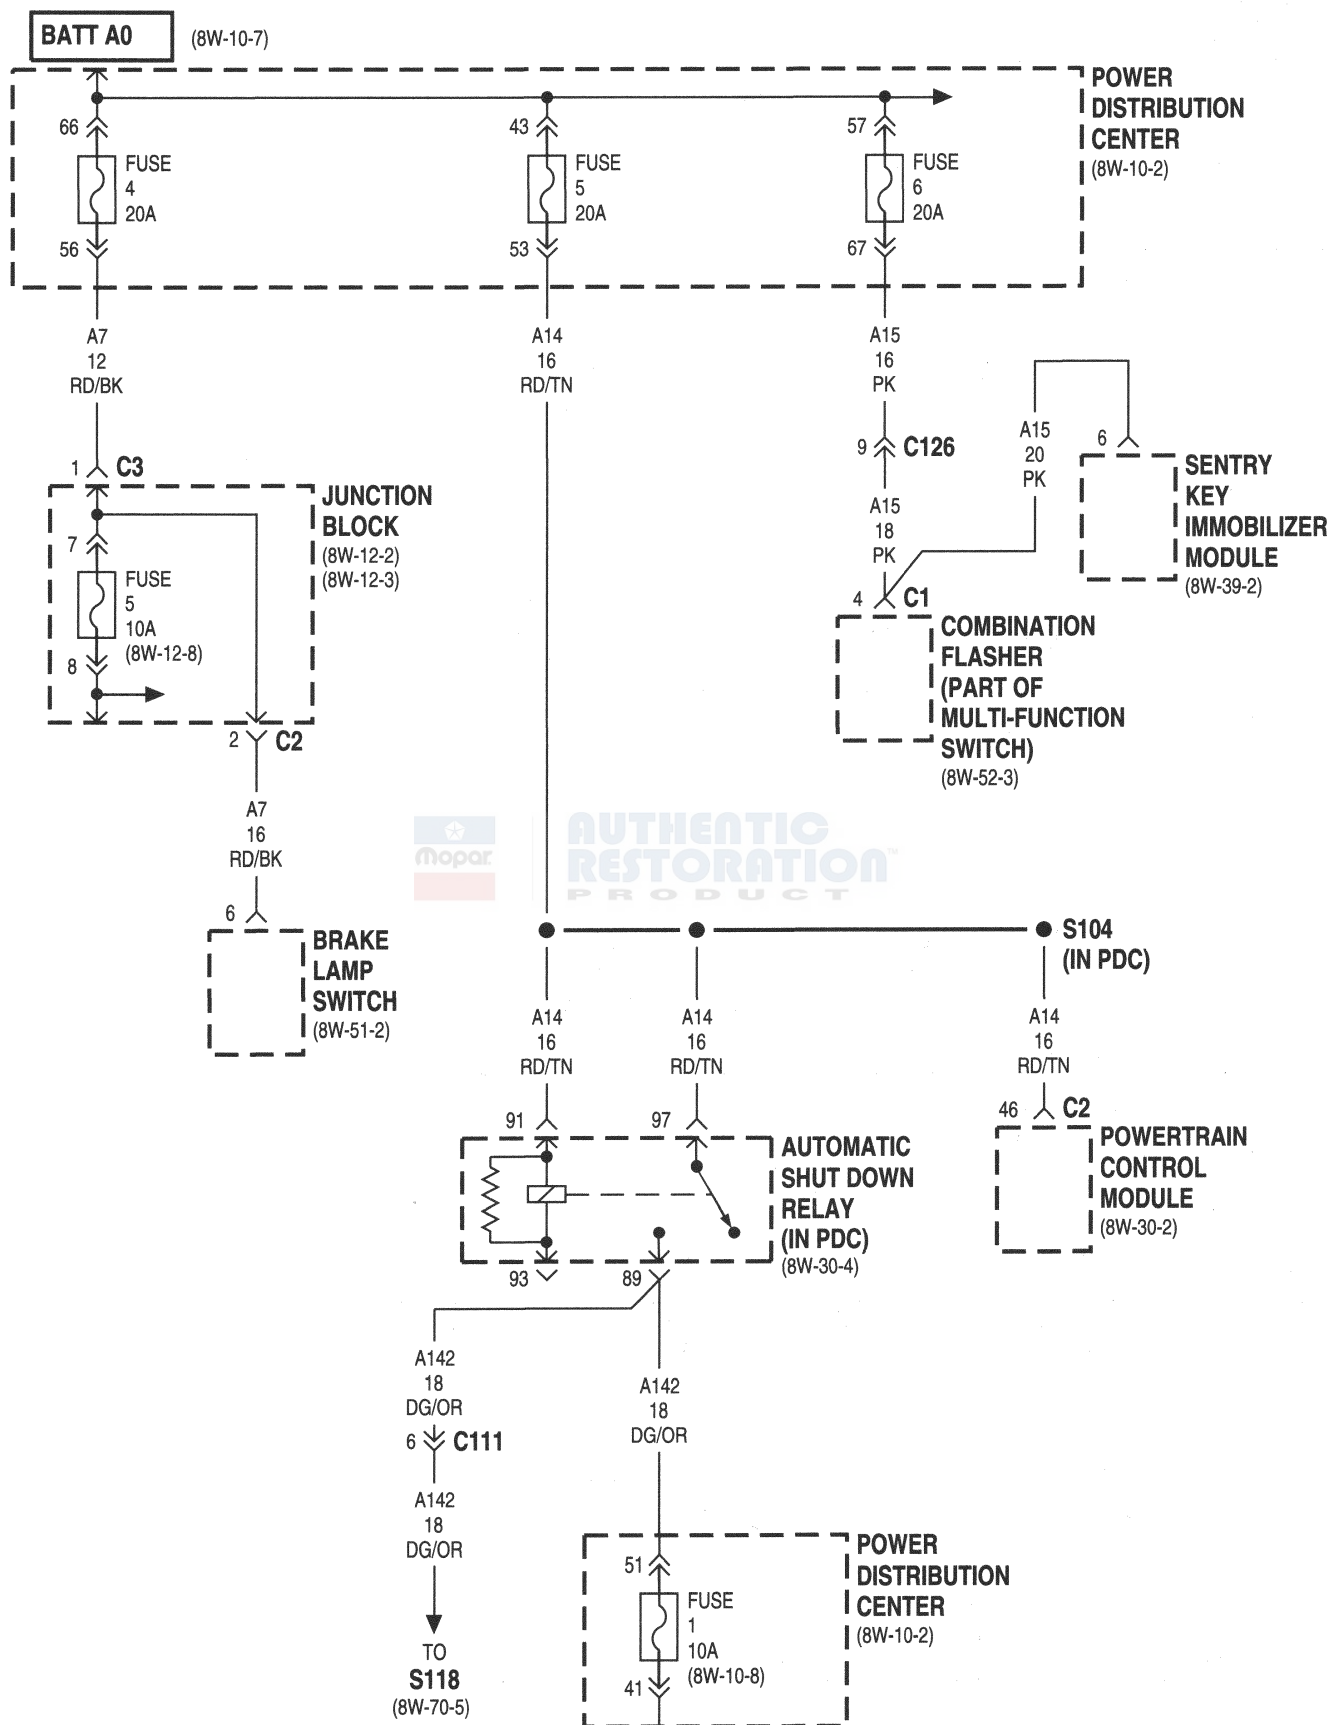 BATT A0
(8W-10-7)
POWER
DISTRIBUTION
CENTER
(8W-10-2)
66
FUSE
4
20A
56
43
FUSE
5
20A
53
57
FUSE
6
20A
67
A7
12
RD/BK
A14
16
RD/TN
A15
16
PK
1
C3
JUNCTION
BLOCK
(8W-12-2)
(8W-12-3)
7
FUSE
5
10A
(8W-12-8)
8
2
C2
A7
16
RD/BK
6
BRAKE
LAMP
SWITCH
(8W-51-2)
9
C126
A15
18
PK
A15
20
PK
6
SENTRY
KEY
IMMOBILIZER
MODULE
(8W-39-2)
4
C1
COMBINATION
FLASHER
(PART OF
MULTI-FUNCTION
SWITCH)
(8W-52-3)
Mopar
AUTHENTIC
RESTORATION™
PRODUCT
S104
(IN PDC)
A14
16
RD/TN
A14
16
RD/TN
A14
16
RD/TN
91
97
46
C2
AUTOMATIC
SHUT DOWN
RELAY
(IN PDC)
(8W-30-4)
POWERTRAIN
CONTROL
MODULE
(8W-30-2)
93
89
A142
18
DG/OR
6
C111
A142
18
DG/OR
TO
S118
(8W-70-5)
A142
18
DG/OR
51
FUSE
1
10A
(8W-10-8)
41
POWER
DISTRIBUTION
CENTER
(8W-10-2)